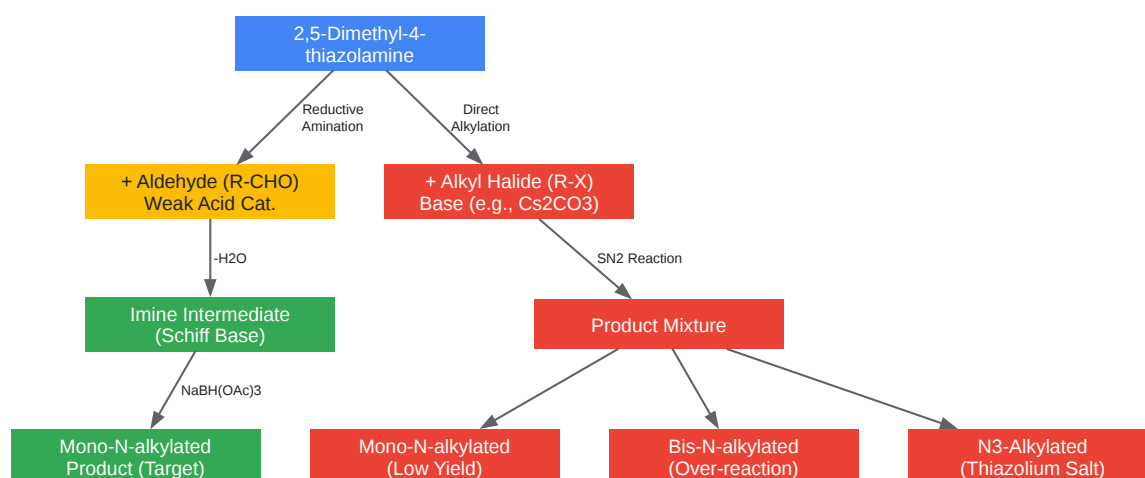 2,5-Dimethyl-4-
thiazolamine
Reductive
Amination
Direct
Alkylation
+ Aldehyde (R-CHO)
Weak Acid Cat.
+ Alkyl Halide (R-X)
Base (e.g., Cs2CO3)
-H2O
SN2 Reaction
Imine Intermediate
(Schiff Base)
Product Mixture
NaBH(OAc)3
Mono-N-alkylated
Product (Target)
Mono-N-alkylated
(Low Yield)
Bis-N-alkylated
(Over-reaction)
N3-Alkylated
(Thiazolium Salt)